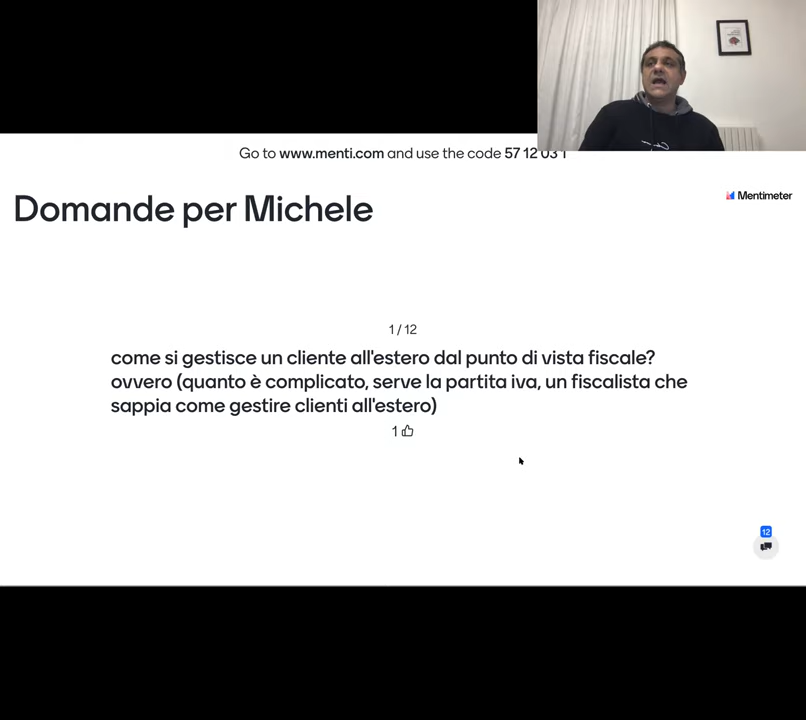 Go to www.menti.com and use the code 57 12 03 1
Domande per Michele
Mentimeter
1 / 12
come si gestisce un cliente all'estero dal punto di vista fiscale?
ovvero (quanto è complicato, serve la partita iva, un fiscalista che
sappia come gestire clienti all'estero)
1
12